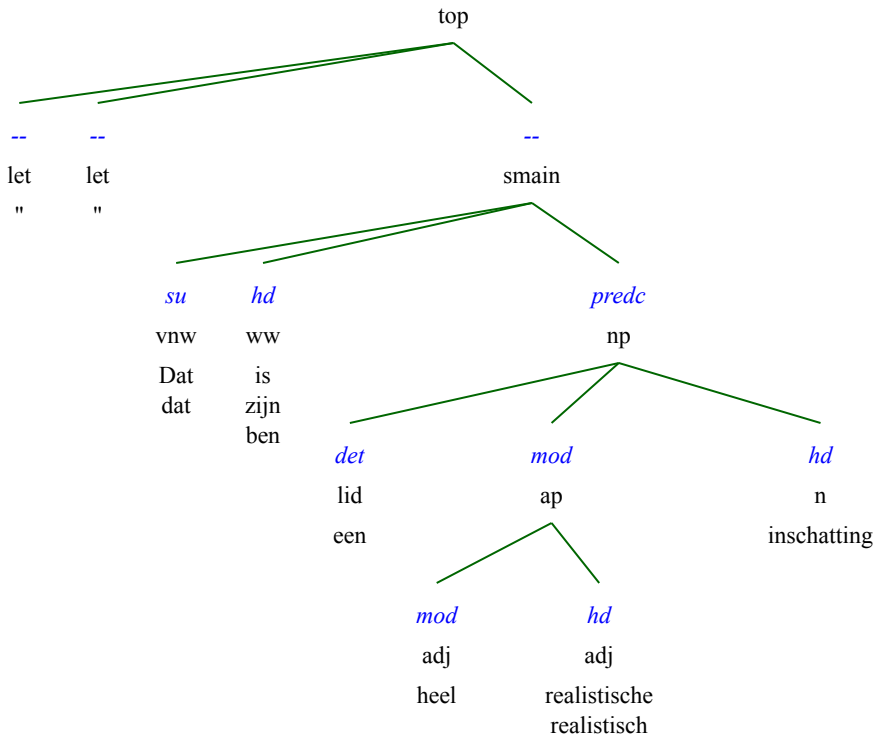 top
-- -- --
let let smain
" "
su hd predc
vnw ww np
Dat is
dat zijn
ben
det mod hd
lid ap n
een inschatting
mod hd
adj adj
heel realistische
realistisch